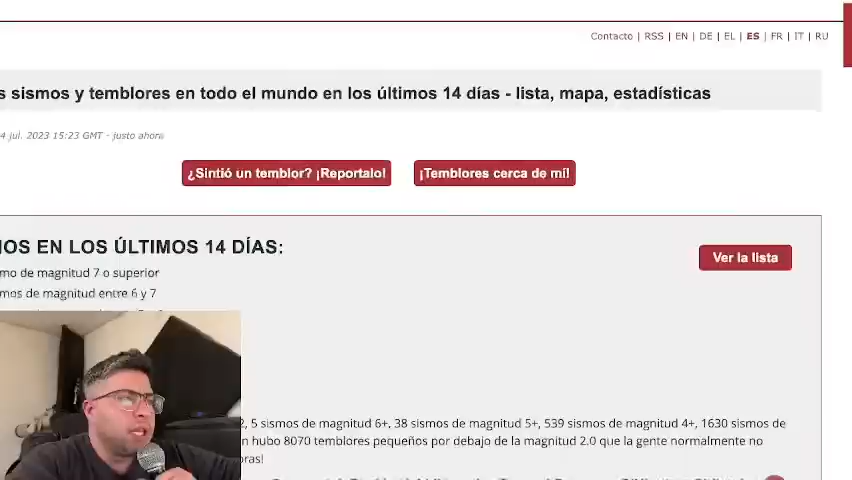 Contacto | RSS | EN | DE | EL | ES | FR | IT | RU
s sismos y temblores en todo el mundo en los últimos 14 días - lista, mapa, estadísticas
4 jul. 2023 15:23 GMT - justo ahora
¿Sintió un temblor? ¡Reportalo! ¡Temblores cerca de mí!
IOS EN LOS ÚLTIMOS 14 DÍAS:
Ver la lista
mo de magnitud 7 o superior
mos de magnitud entre 6 y 7
2, 5 sismos de magnitud 6+, 38 sismos de magnitud 5+, 539 sismos de magnitud 4+, 1630 sismos de
n hubo 8070 temblores pequeños por debajo de la magnitud 2.0 que la gente normalmente no
oras!